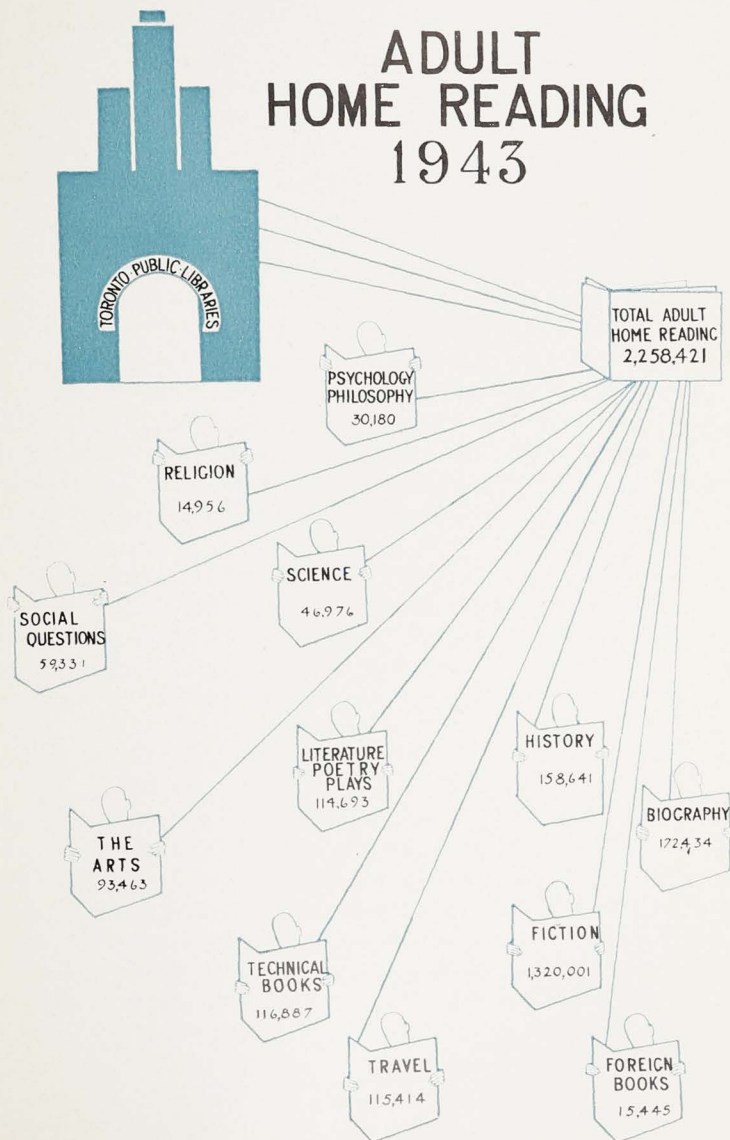 ADULT
HOME READING
1943
TORONTO·PUBLIC·LIBRARIES
TOTAL ADULT
HOME READING
2,258,421
PSYCHOLOGY
PHILOSOPHY
30,180
RELIGION
14,956
SCIENCE
46,976
SOCIAL
QUESTIONS
59,331
LITERATURE
POETRY
PLAYS
114,693
HISTORY
158,641
BIOGRAPHY
172,434
THE
ARTS
93,463
FICTION
1,320,001
TECHNICAL
BOOKS
116,887
TRAVEL
115,414
FOREIGN
BOOKS
15,445